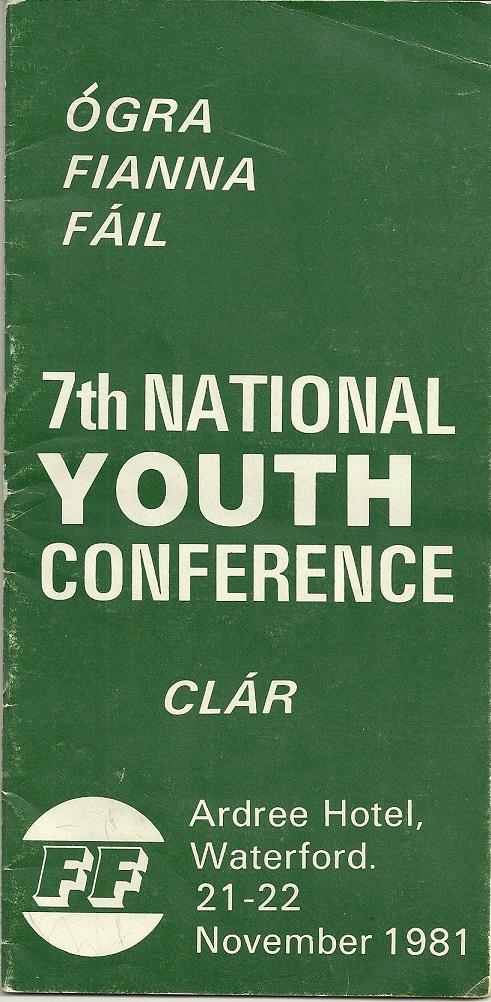 ÓGRA
FIANNA
FÁIL
7th NATIONAL
YOUTH
CONFERENCE
CLÁR
FF
Ardree Hotel,
Waterford.
21-22
November 1981